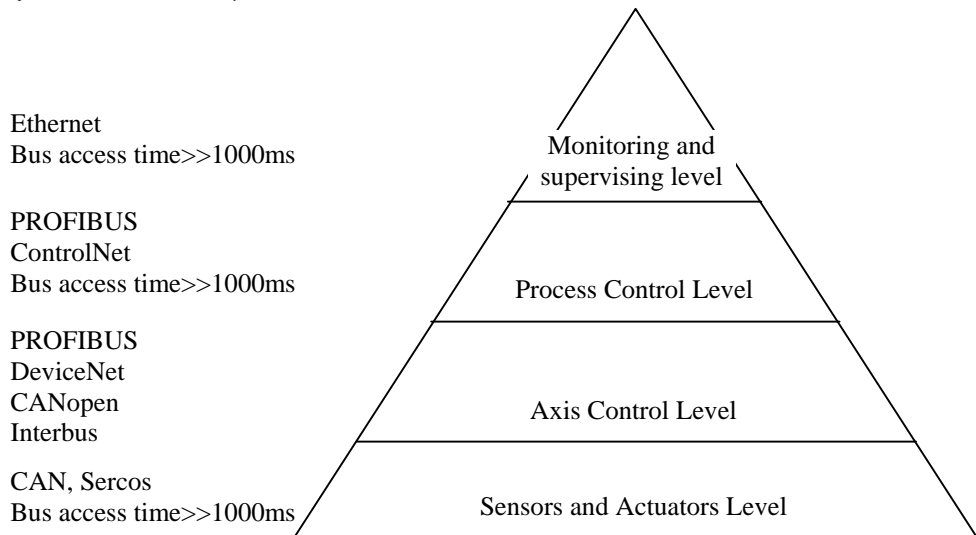 Ethernet
Bus access time>>1000ms
Monitoring and
supervising level
PROFIBUS
ControlNet
Bus access time>>1000ms
Process Control Level
PROFIBUS
DeviceNet
CANopen
Interbus
Axis Control Level
CAN, Sercos
Bus access time>>1000ms
Sensors and Actuators Level